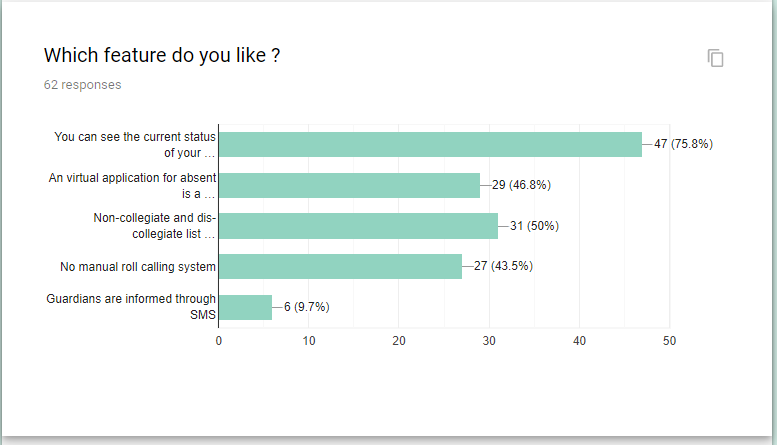 Which feature do you like ?
62 responses
You can see the current status
of your …
47 (75.8%)
An virtual application for absent
is a …
29 (46.8%)
Non-collegiate and dis-
collegiate list …
31 (50%)
No manual roll calling system
27 (43.5%)
Guardians are informed through
SMS
6 (9.7%)
0 10 20 30 40 50